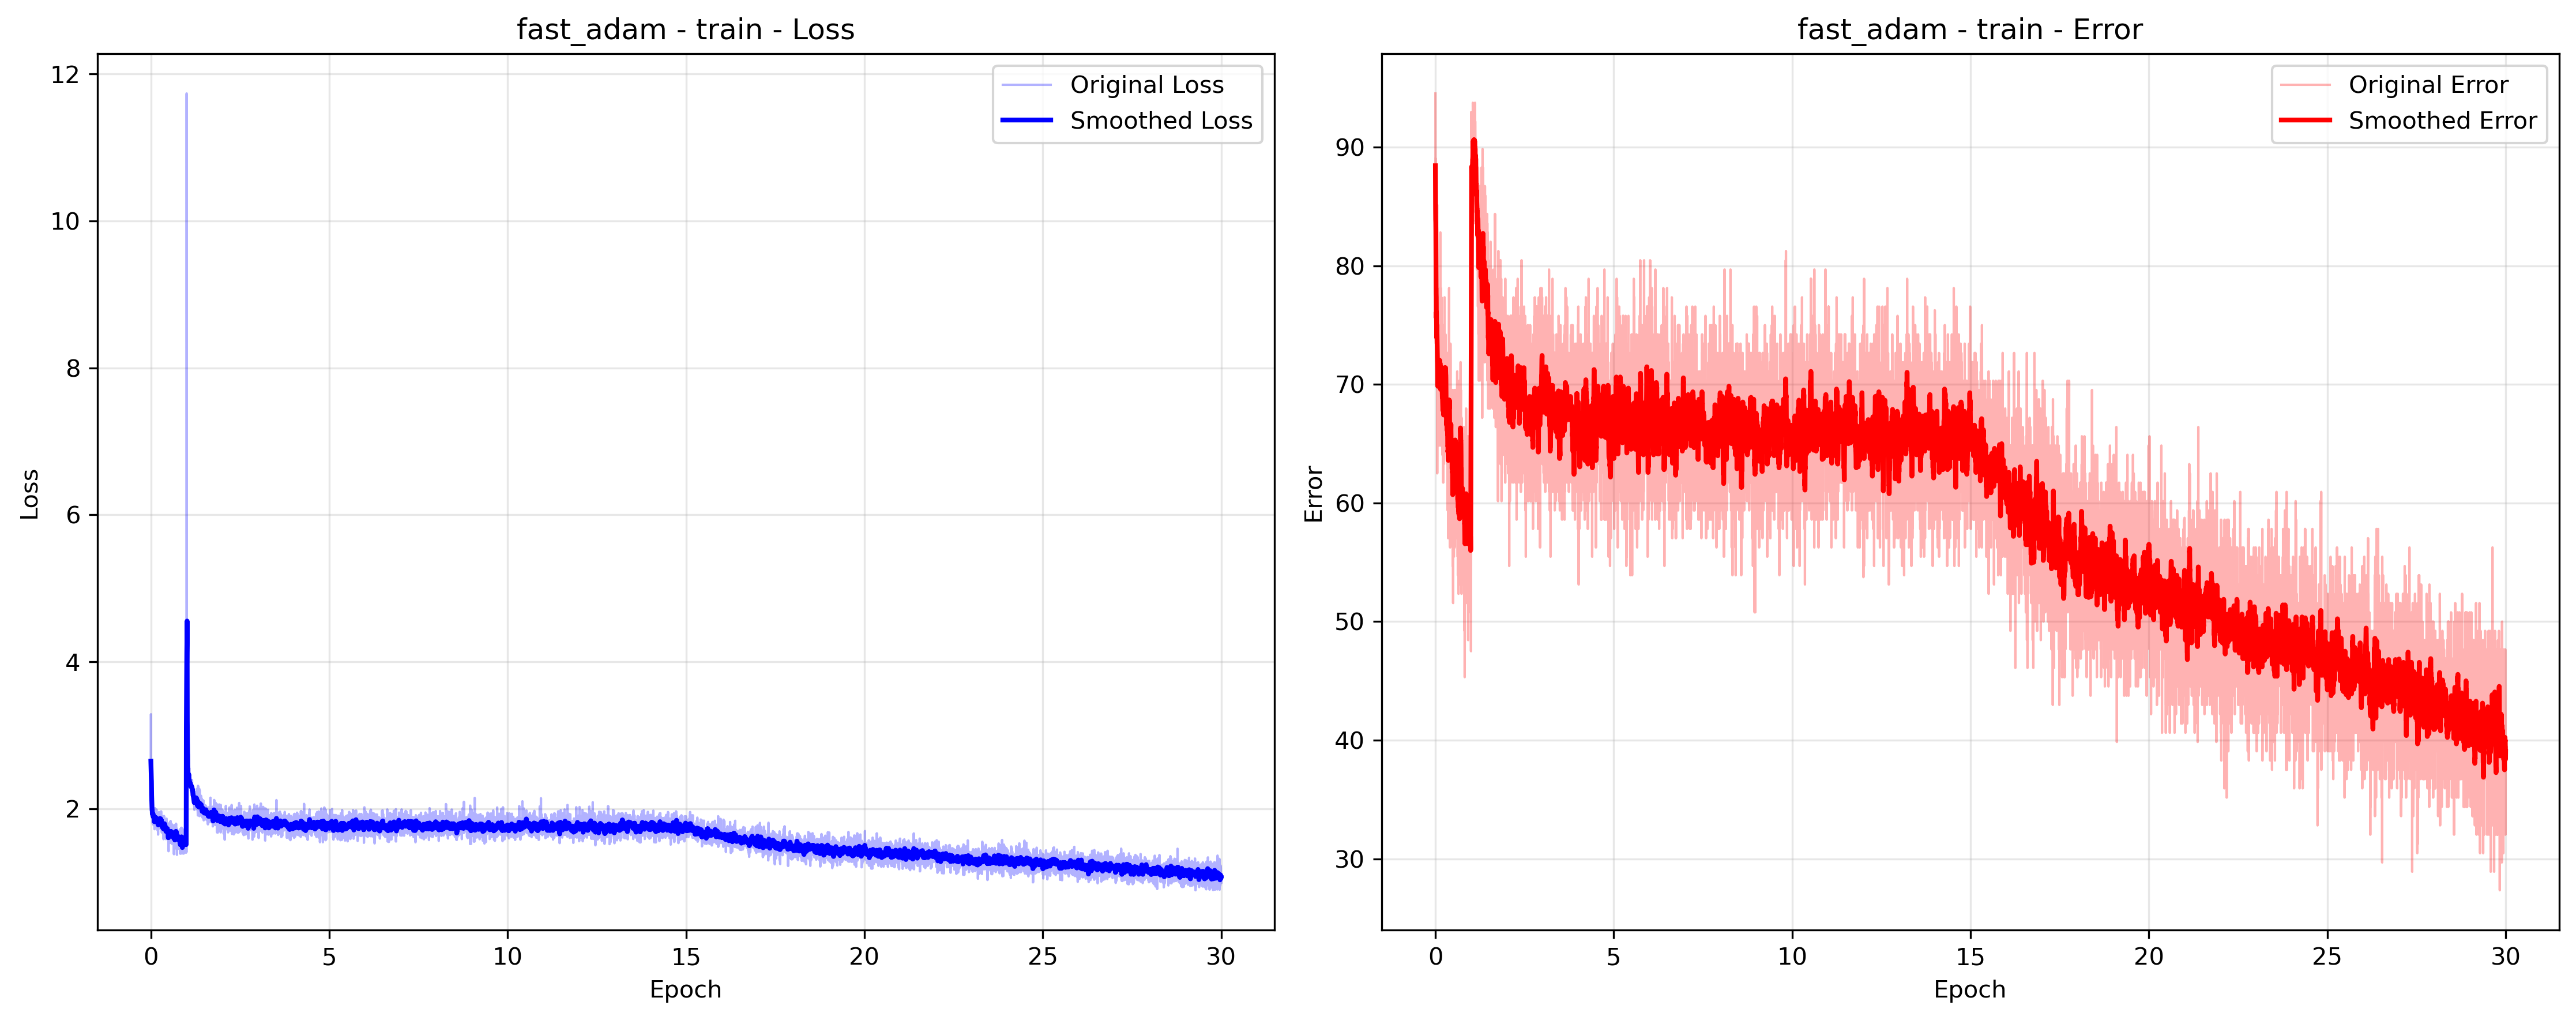 fast_adam - train - Loss
Original Loss
Smoothed Loss
12
10
8
6
4
2
Loss
0
5
10
15
20
25
30
Epoch
fast_adam - train - Error
Original Error
Smoothed Error
90
80
70
60
50
40
30
Error
0
5
10
15
20
25
30
Epoch